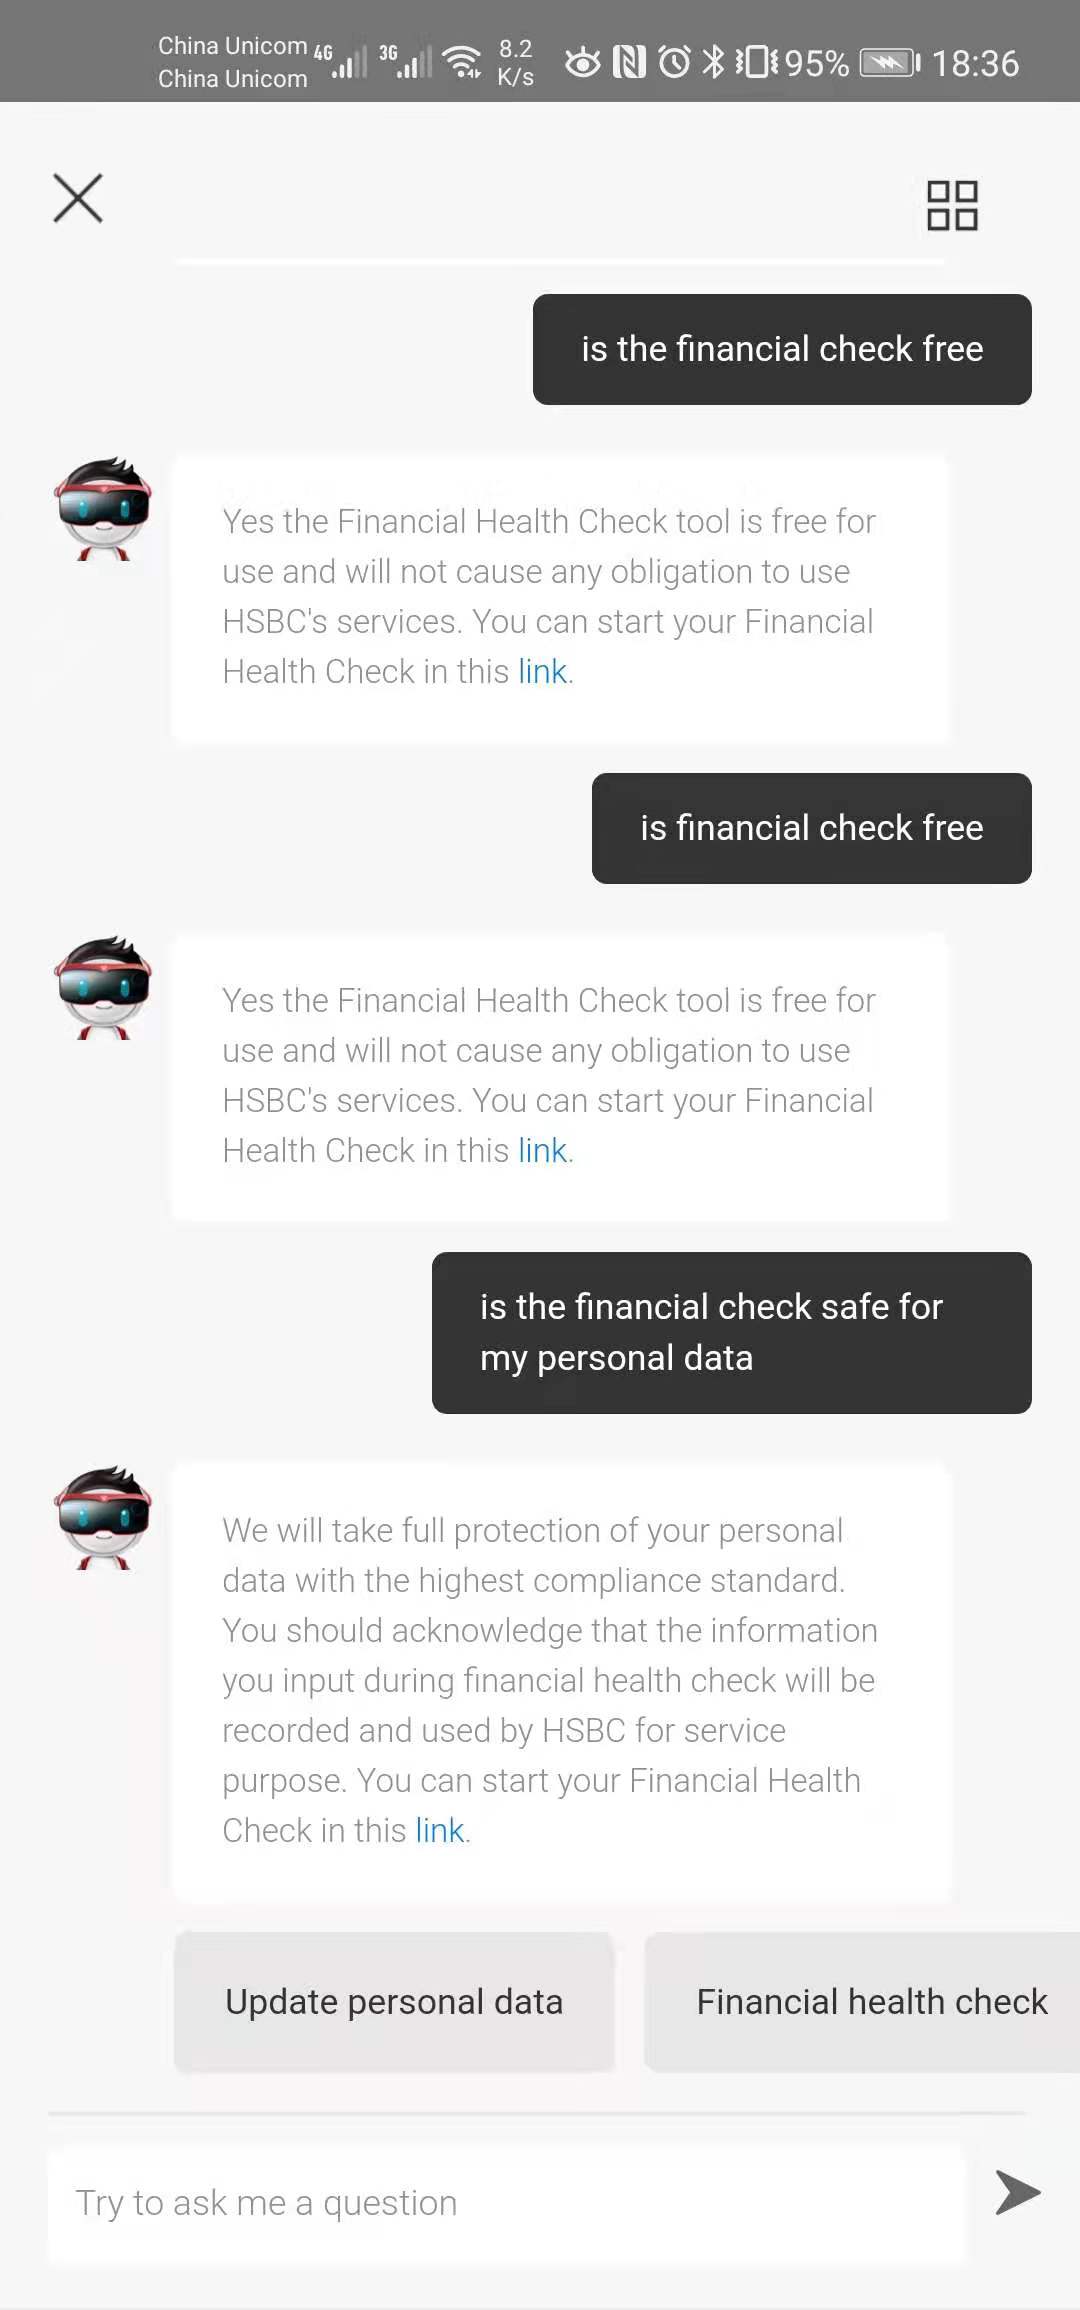 China Unicom 4G 3G 8.2 95% 18:36
China Unicom K/s
is the financial check free
Yes the Financial Health Check tool is free for
use and will not cause any obligation to use
HSBC's services. You can start your Financial
Health Check in this link.
is financial check free
Yes the Financial Health Check tool is free for
use and will not cause any obligation to use
HSBC's services. You can start your Financial
Health Check in this link.
is the financial check safe for
my personal data
We will take full protection of your personal
data with the highest compliance standard.
You should acknowledge that the information
you input during financial health check will be
recorded and used by HSBC for service
purpose. You can start your Financial Health
Check in this link.
Update personal data Financial health check
Try to ask me a question